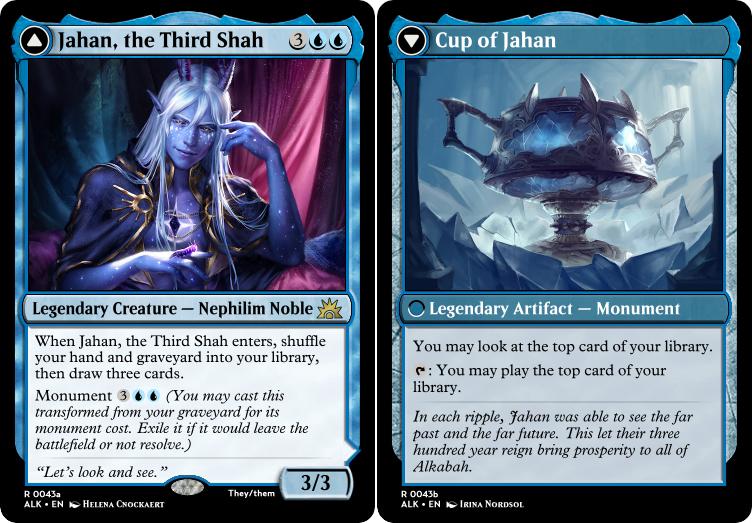 Jahan, the Third Shah 3
Legendary Creature — Nephilim Noble
When Jahan, the Third Shah enters, shuffle
your hand and graveyard into your library,
then draw three cards.
Monument 3 (You may cast this
transformed from your graveyard for its
monument cost. Exile it if it would leave the
battlefield or not resolve.)
“Let’s look and see.”
3/3
They/them
R 0043a
ALK • EN Helena Cnockaert
Cup of Jahan
Legendary Artifact — Monument
You may look at the top card of your library.
: You may play the top card of your
library.
In each ripple, Jahan was able to see the far
past and the far future. This let their three
hundred year reign bring prosperity to all of
Alkabah.
R 0043b
ALK • EN Irina Nordsol